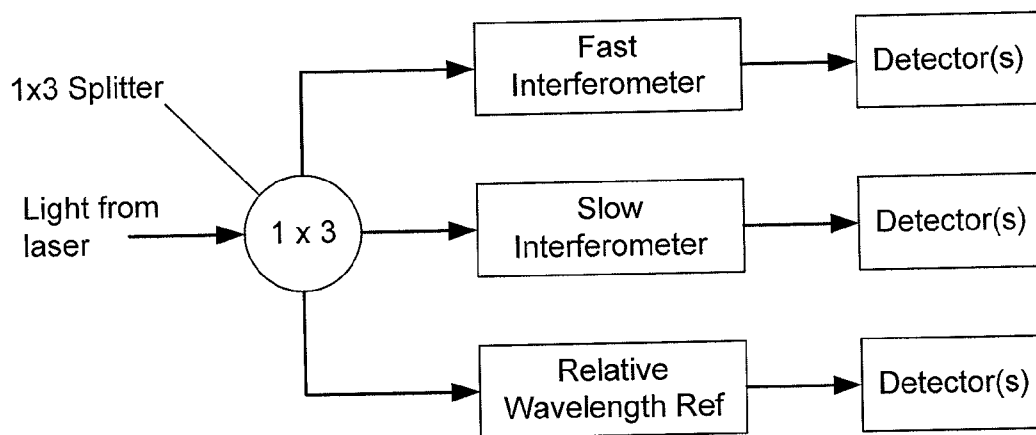 1x3 Splitter
Light from
laser
1 x 3
Fast
Interferometer
Detector(s)
Slow
Interferometer
Detector(s)
Relative
Wavelength Ref
Detector(s)